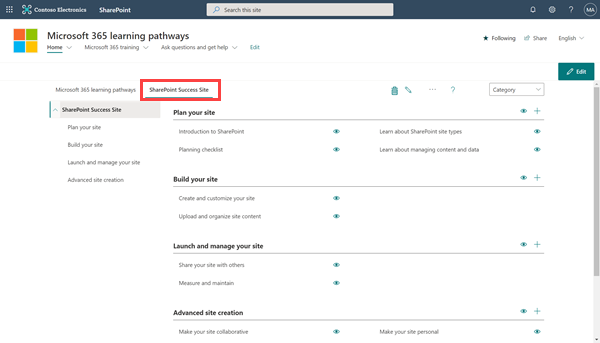 Contoso Electronics SharePoint Search this site MA
Microsoft 365 learning pathways
Home Microsoft 365 training Ask questions and get help Edit
Following Share English
Edit
Microsoft 365 learning pathways SharePoint Success Site Category
SharePoint Success Site
Plan your site
Build your site
Launch and manage your site
Advanced site creation
Plan your site
Introduction to SharePoint Learn about SharePoint site types
Planning checklist Learn about managing content and data
Build your site
Create and customize your site
Upload and organize site content
Launch and manage your site
Share your site with others
Measure and maintain
Advanced site creation
Make your site collaborative Make your site personal